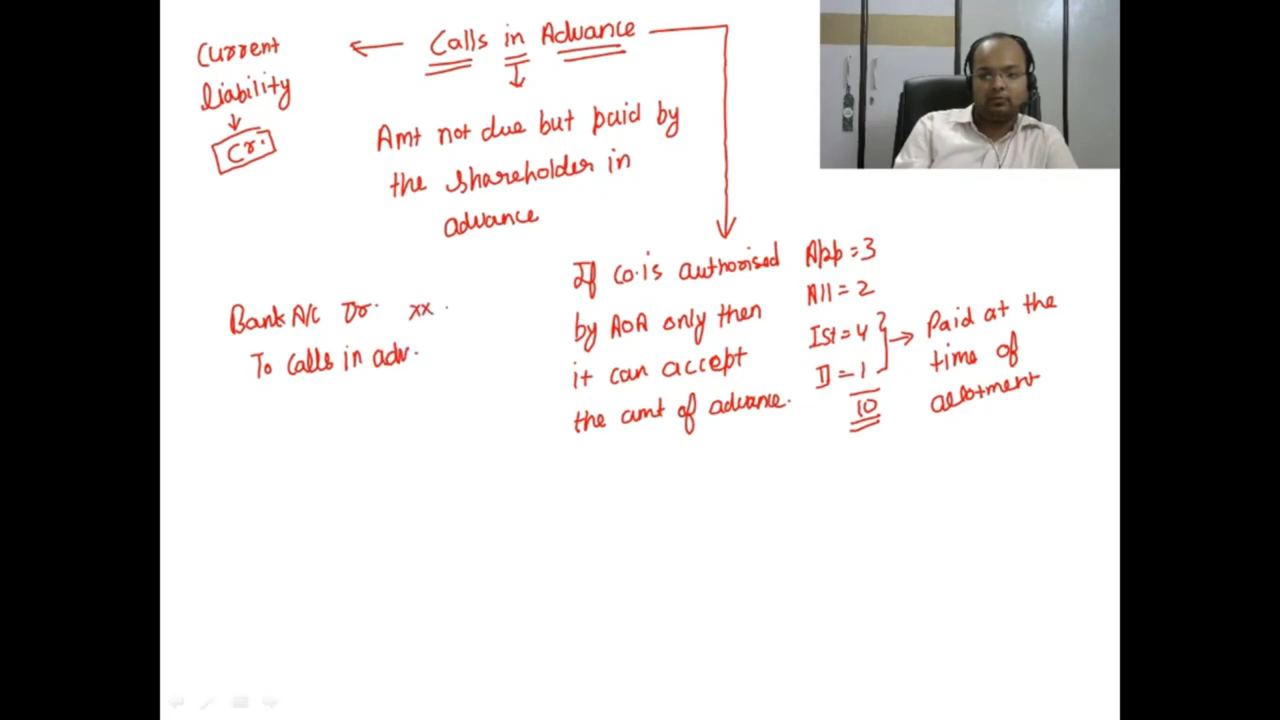 Calls in Advance
Current
liability
Cr.
Amt not due but paid by
the shareholder in
advance
If Co. is authorised
by AOA only then
it can accept
the amt of advance.
App = 3
All = 2
Ist = 4
II = 1
10
Paid at the
time of
allotment
Bank A/C Dr. xx
To Calls in adv.